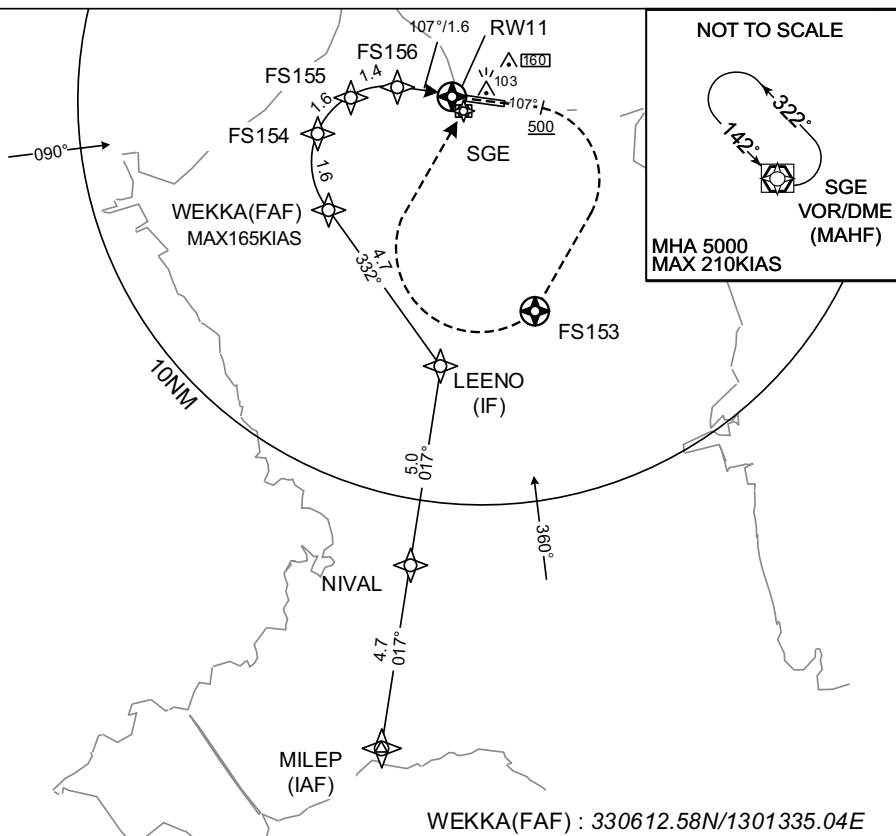 107°/1.6
RW11
NOT TO SCALE
FS156
160
103
FS155
1.4
107°
1.6
500
322°
142°
FS154
090°
SGE
1.6
SGE
VOR/DME
(MAHF)
WEKKA(FAF)
MAX165KIAS
MHA 5000
MAX 210KIAS
4.7
332°
FS153
10NM
LEENO
(IF)
5.0
017°
360°
NIVAL
4.7
017°
MILEP
(IAF)
WEKKA(FAF) : 330612.58N/1301335.04E